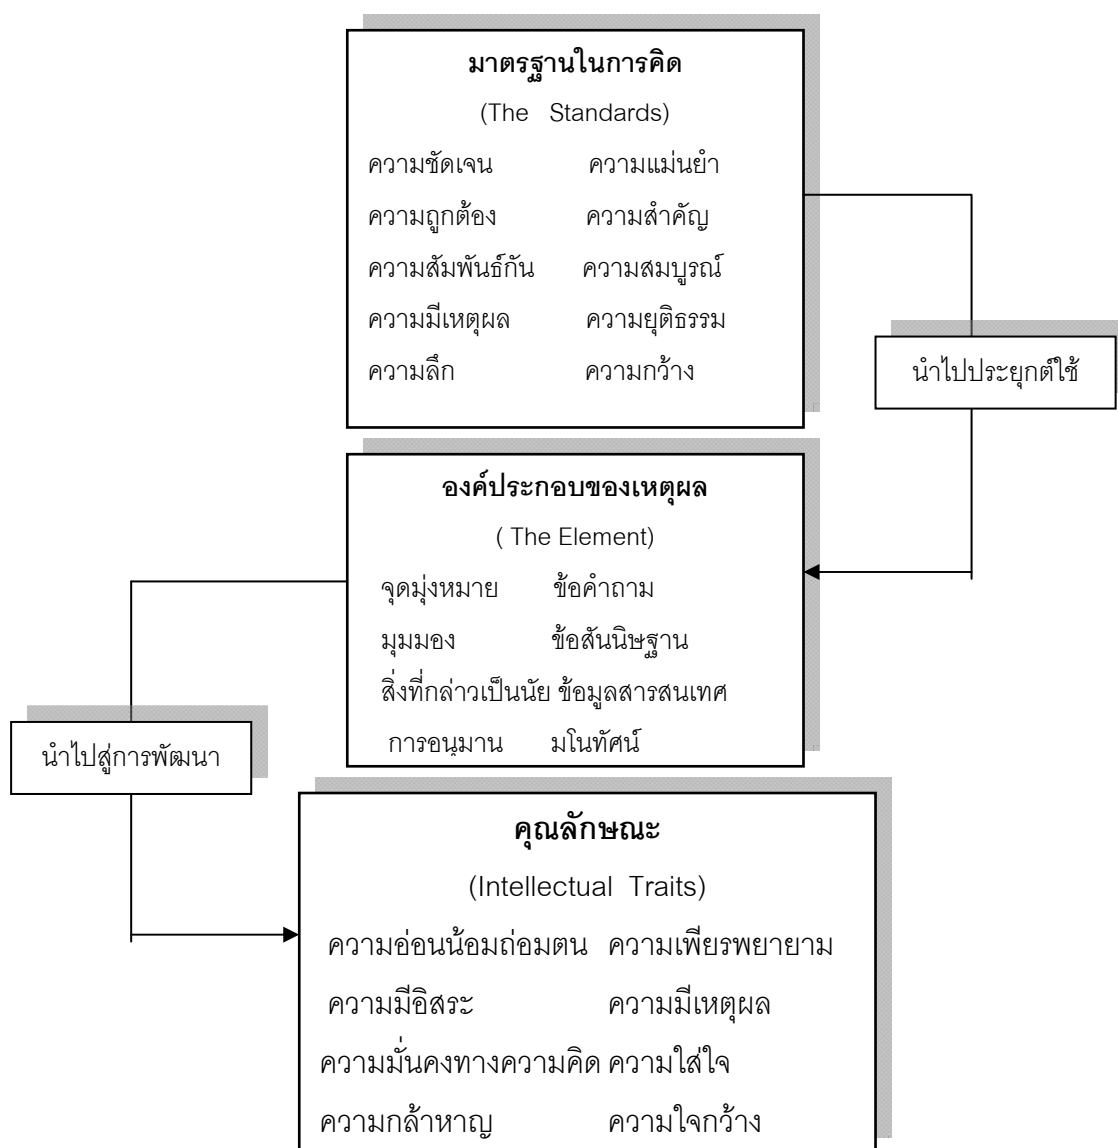 มาตรฐานในการคิด
(The Standards)
ความชัดเจน ความแม่นยำ
ความถูกต้อง ความสำคัญ
ความสัมพันธ์กัน ความสมบูรณ์
ความมีเหตุผล ความยุติธรรม
ความลึก ความกว้าง
นำไปประยุกต์ใช้
องค์ประกอบของเหตุผล
( The Element)
จุดมุ่งหมาย ข้อคำถาม
มุมมอง ข้อสันนิษฐาน
สิ่งที่กล่าวเป็นนัย ข้อมูลสารสนเทศ
การอนุมาน มโนทัศน์
นำไปสู่การพัฒนา
คุณลักษณะ
(Intellectual Traits)
ความอ่อนน้อมถ่อมตน ความเพียรพยายาม
ความมีอิสระ ความมีเหตุผล
ความมั่นคงทางความคิด ความใส่ใจ
ความกล้าหาญ ความใจกว้าง